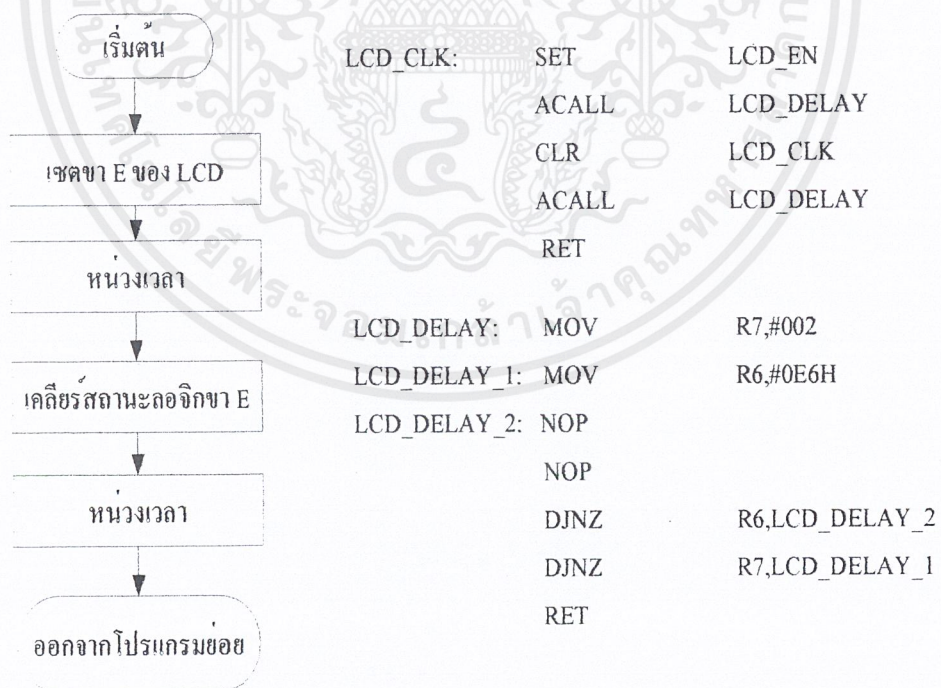 เริ่มต้น
เซตขา E ของ LCD
หน่วงเวลา
เคลียร์สถานะลอจิกขา E
หน่วงเวลา
ออกจากโปรแกรมย่อย
LCD_CLK: SET LCD_EN
ACALL LCD_DELAY
CLR LCD_CLK
ACALL LCD_DELAY
RET
LCD_DELAY: MOV R7,#002
LCD_DELAY_1: MOV R6,#0E6H
LCD_DELAY_2: NOP
NOP
DJNZ R6,LCD_DELAY_2
DJNZ R7,LCD_DELAY_1
RET